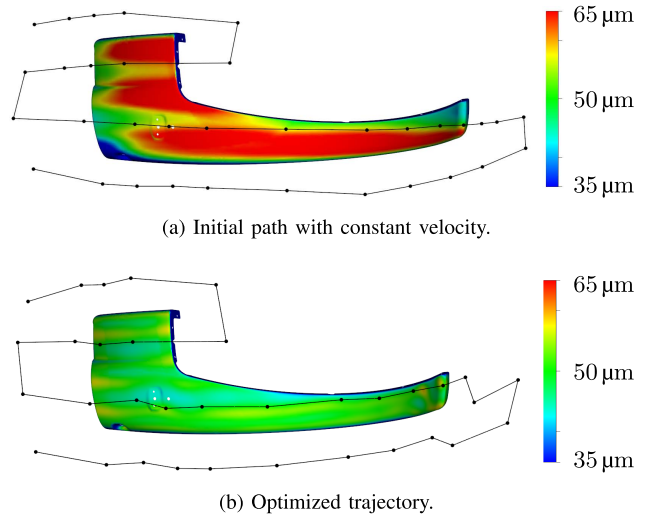 65 µm
50 µm
35 µm
(a) Initial path with constant velocity.
65 µm
50 µm
35 µm
(b) Optimized trajectory.